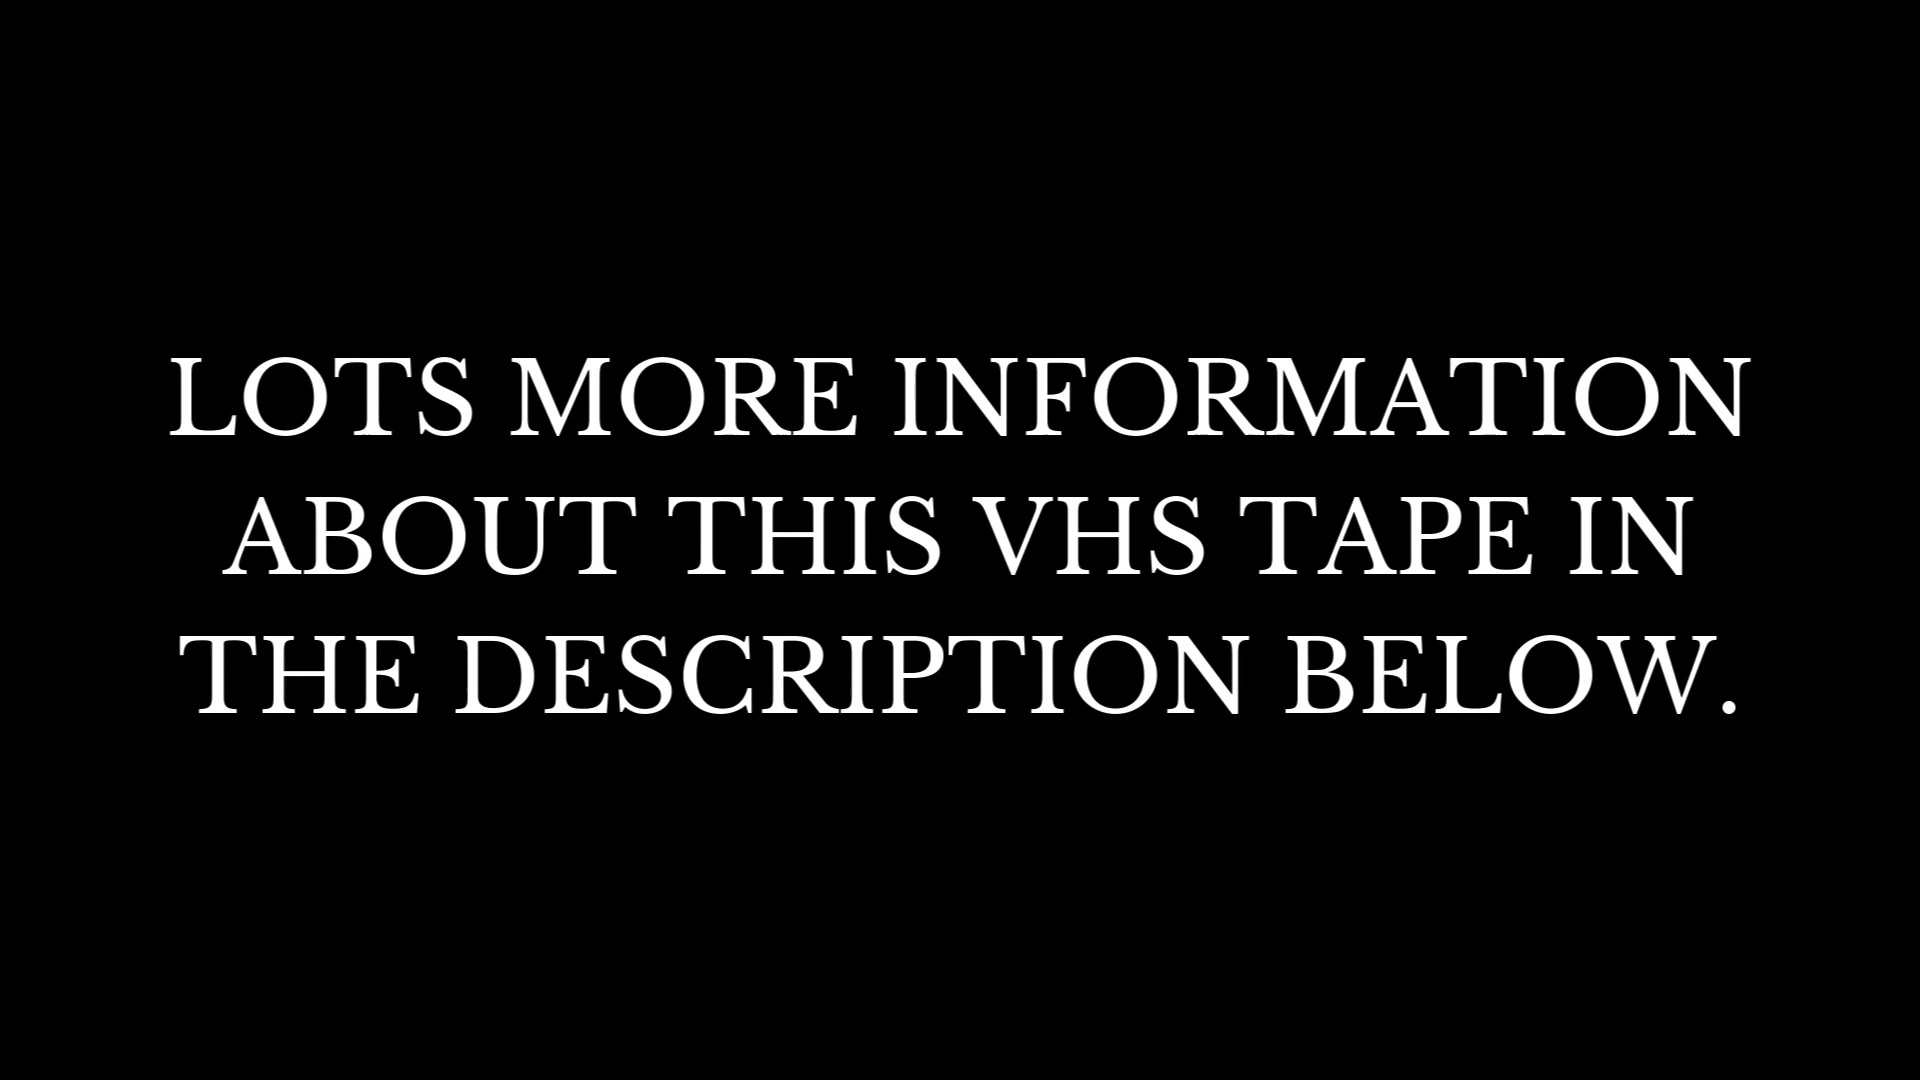 LOTS MORE INFORMATION
ABOUT THIS VHS TAPE IN
THE DESCRIPTION BELOW.